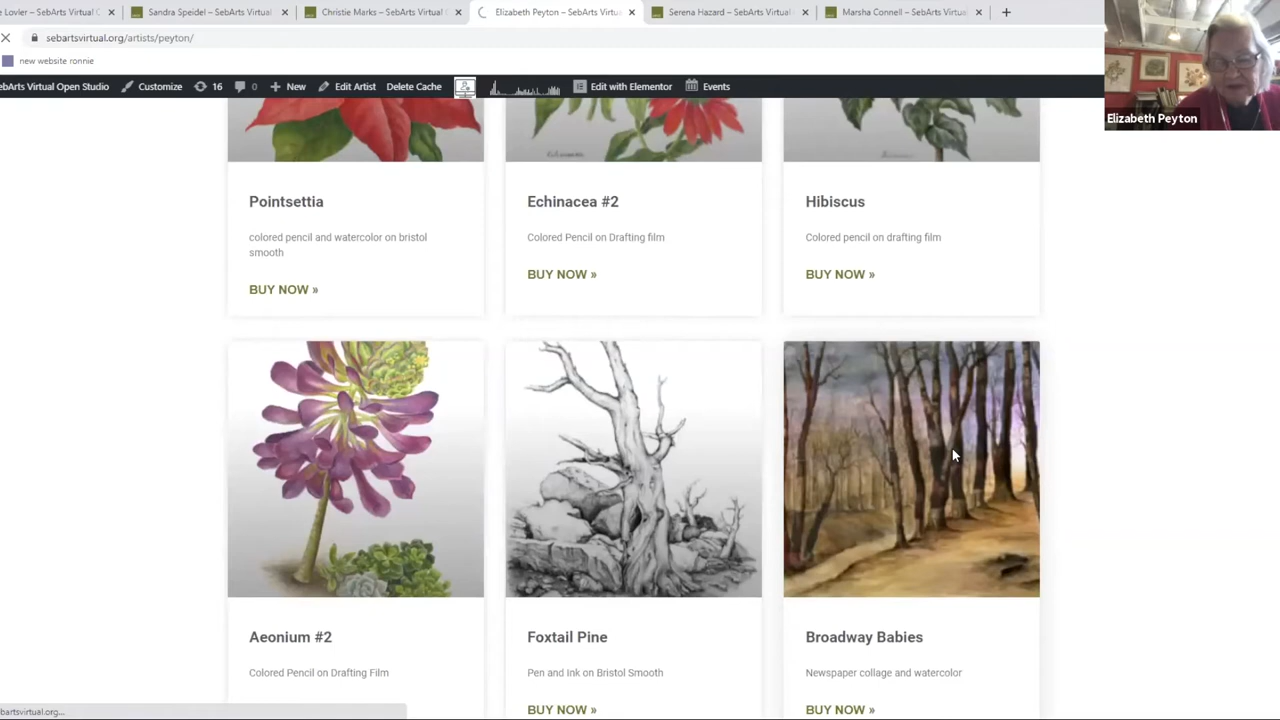 e Lovier – SebArts Virtual O
Sandra Speidel – SebArts Virtual
Christie Marks – SebArts Virtual
Elizabeth Peyton – SebArts Virtu
Serena Hazard – SebArts Virtual
Marsha Connell – SebArts Virtual
sebartsvirtual.org/artists/peyton/
new website ronnie
ebArts Virtual Open Studio Customize 16 0 New Edit Artist Delete Cache Edit with Elementor Events
Elizabeth Peyton
Pointsettia
colored pencil and watercolor on bristol
smooth
BUY NOW »
Echinacea #2
Colored Pencil on Drafting film
BUY NOW »
Hibiscus
Colored pencil on drafting film
BUY NOW »
Aeonium #2
Colored Pencil on Drafting Film
Foxtail Pine
Pen and Ink on Bristol Smooth
BUY NOW »
Broadway Babies
Newspaper collage and watercolor
BUY NOW »
bartsvirtual.org...